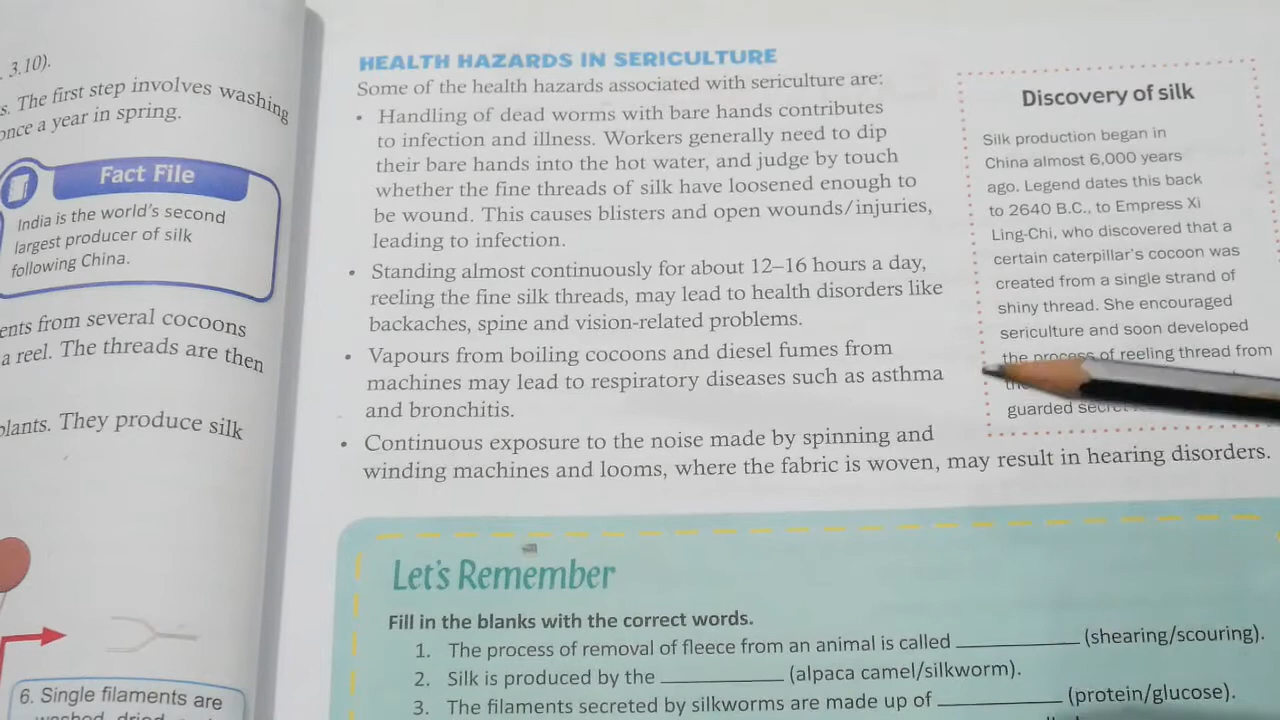 3.10).
s. The first step involves washing
once a year in spring.
Fact File
India is the world's second
largest producer of silk
following China.
ents from several cocoons
a reel. The threads are then
plants. They produce silk
6. Single filaments are
HEALTH HAZARDS IN SERICULTURE
Some of the health hazards associated with sericulture are:
• Handling of dead worms with bare hands contributes
to infection and illness. Workers generally need to dip
their bare hands into the hot water, and judge by touch
whether the fine threads of silk have loosened enough to
be wound. This causes blisters and open wounds/injuries,
leading to infection.
• Standing almost continuously for about 12–16 hours a day,
reeling the fine silk threads, may lead to health disorders like
backaches, spine and vision-related problems.
• Vapours from boiling cocoons and diesel fumes from
machines may lead to respiratory diseases such as asthma
and bronchitis.
• Continuous exposure to the noise made by spinning and
winding machines and looms, where the fabric is woven, may result in hearing disorders.
Discovery of silk
Silk production began in
China almost 6,000 years
ago. Legend dates this back
to 2640 B.C., to Empress Xi
Ling-Chi, who discovered that a
certain caterpillar's cocoon was
created from a single strand of
shiny thread. She encouraged
sericulture and soon developed
the process of reeling thread from
guarded
Let's Remember
Fill in the blanks with the correct words.
1. The process of removal of fleece from an animal is called __________ (shearing/scouring).
2. Silk is produced by the __________ (alpaca camel/silkworm).
3. The filaments secreted by silkworms are made up of __________ (protein/glucose).